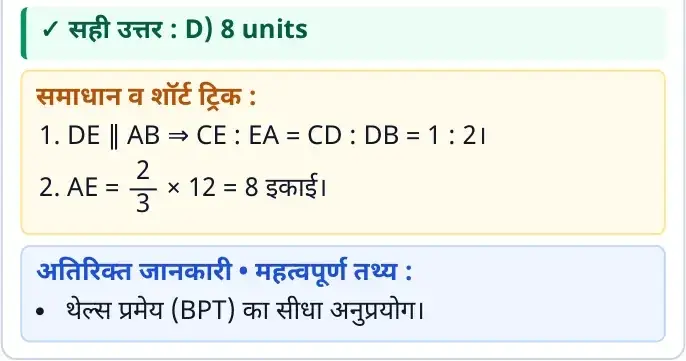 ✓ सही उत्तर : D) 8 units
समाधान व शॉर्ट ट्रिक :
1. DE ∥ AB ⇒ CE : EA = CD : DB = 1 : 2।
2. AE = 2/3 × 12 = 8 इकाई।
अतिरिक्त जानकारी • महत्वपूर्ण तथ्य :
• थेल्स प्रमेय (BPT) का सीधा अनुप्रयोग।